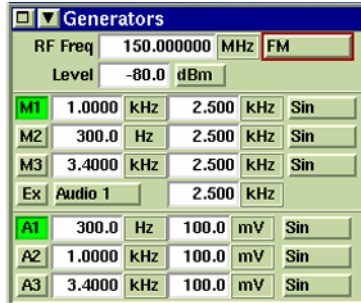 Generators
RF Freq 150.000000 MHz FM
Level -80.0 dBm
M1 1.0000 kHz 2.500 kHz Sin
M2 300.0 Hz 2.500 kHz Sin
M3 3.4000 kHz 2.500 kHz Sin
Ex Audio 1 2.500 kHz
A1 300.0 Hz 100.0 mV Sin
A2 1.0000 kHz 100.0 mV Sin
A3 3.4000 kHz 100.0 mV Sin